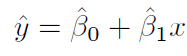 ŷ = β̂₀ + β̂₁x